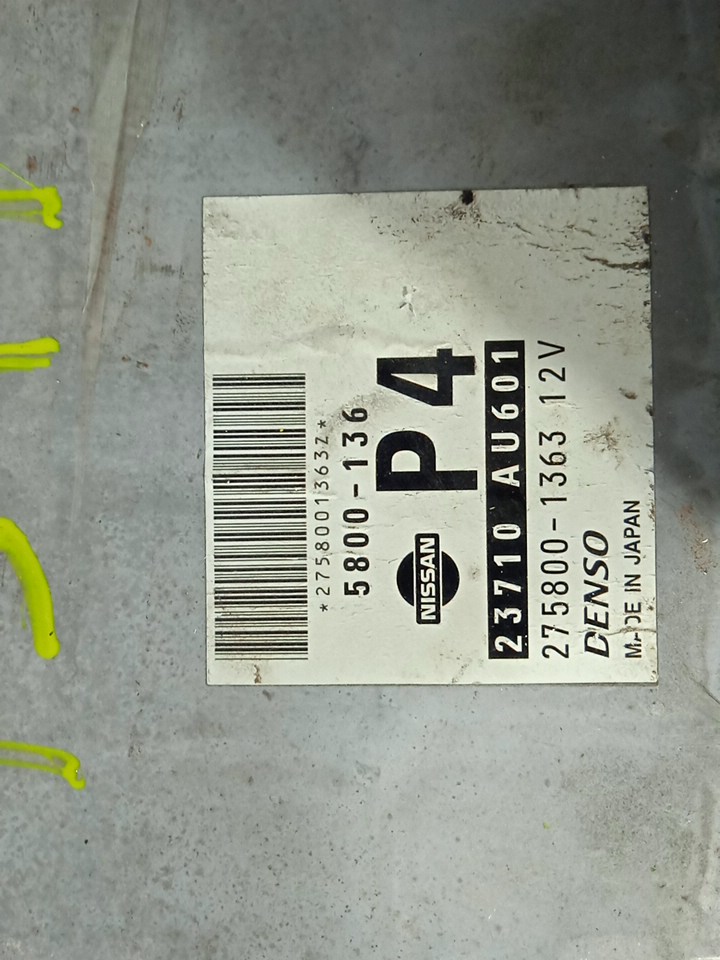 *2758001363Z*
5800-136
NISSAN P4
23710 AU601
275800-1363 12V
DENSO
MADE IN JAPAN